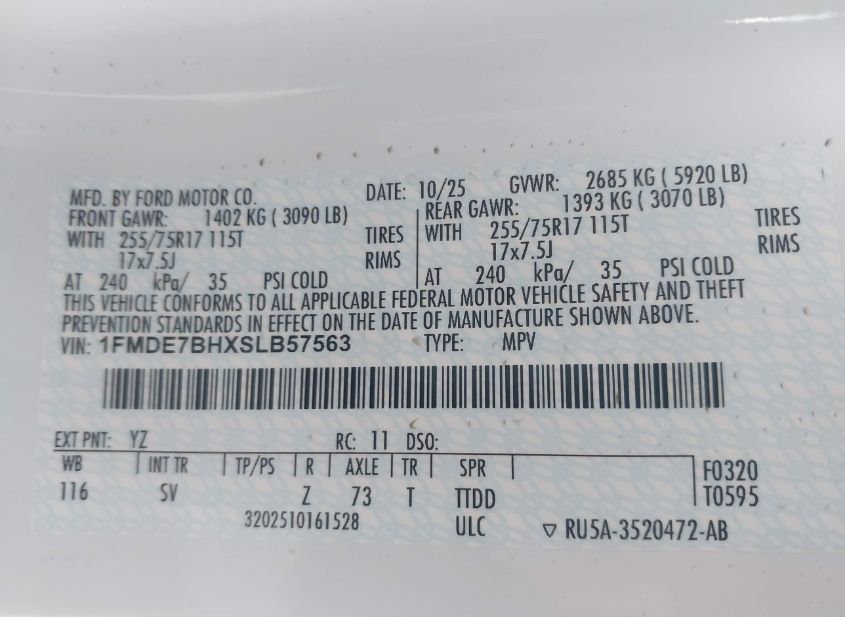 MFD. BY FORD MOTOR CO. DATE: 10/25 GVWR: 2685 KG ( 5920 LB)
FRONT GAWR: 1402 KG ( 3090 LB) REAR GAWR: 1393 KG ( 3070 LB)
WITH 255/75R17 115T TIRES WITH 255/75R17 115T TIRES
17x7.5J RIMS 17x7.5J RIMS
AT 240 kPa/ 35 PSI COLD AT 240 kPa/ 35 PSI COLD
THIS VEHICLE CONFORMS TO ALL APPLICABLE FEDERAL MOTOR VEHICLE SAFETY AND THEFT
PREVENTION STANDARDS IN EFFECT ON THE DATE OF MANUFACTURE SHOWN ABOVE.
VIN: 1FMDE7BHXSLB57563 TYPE: MPV
EXT PNT: YZ RC: 11 DSO:
WB INT TR TP/PS R AXLE TR SPR F0320
116 SV Z 73 T TTDD T0595
3202510161528 ULC ▽ RU5A-3520472-AB